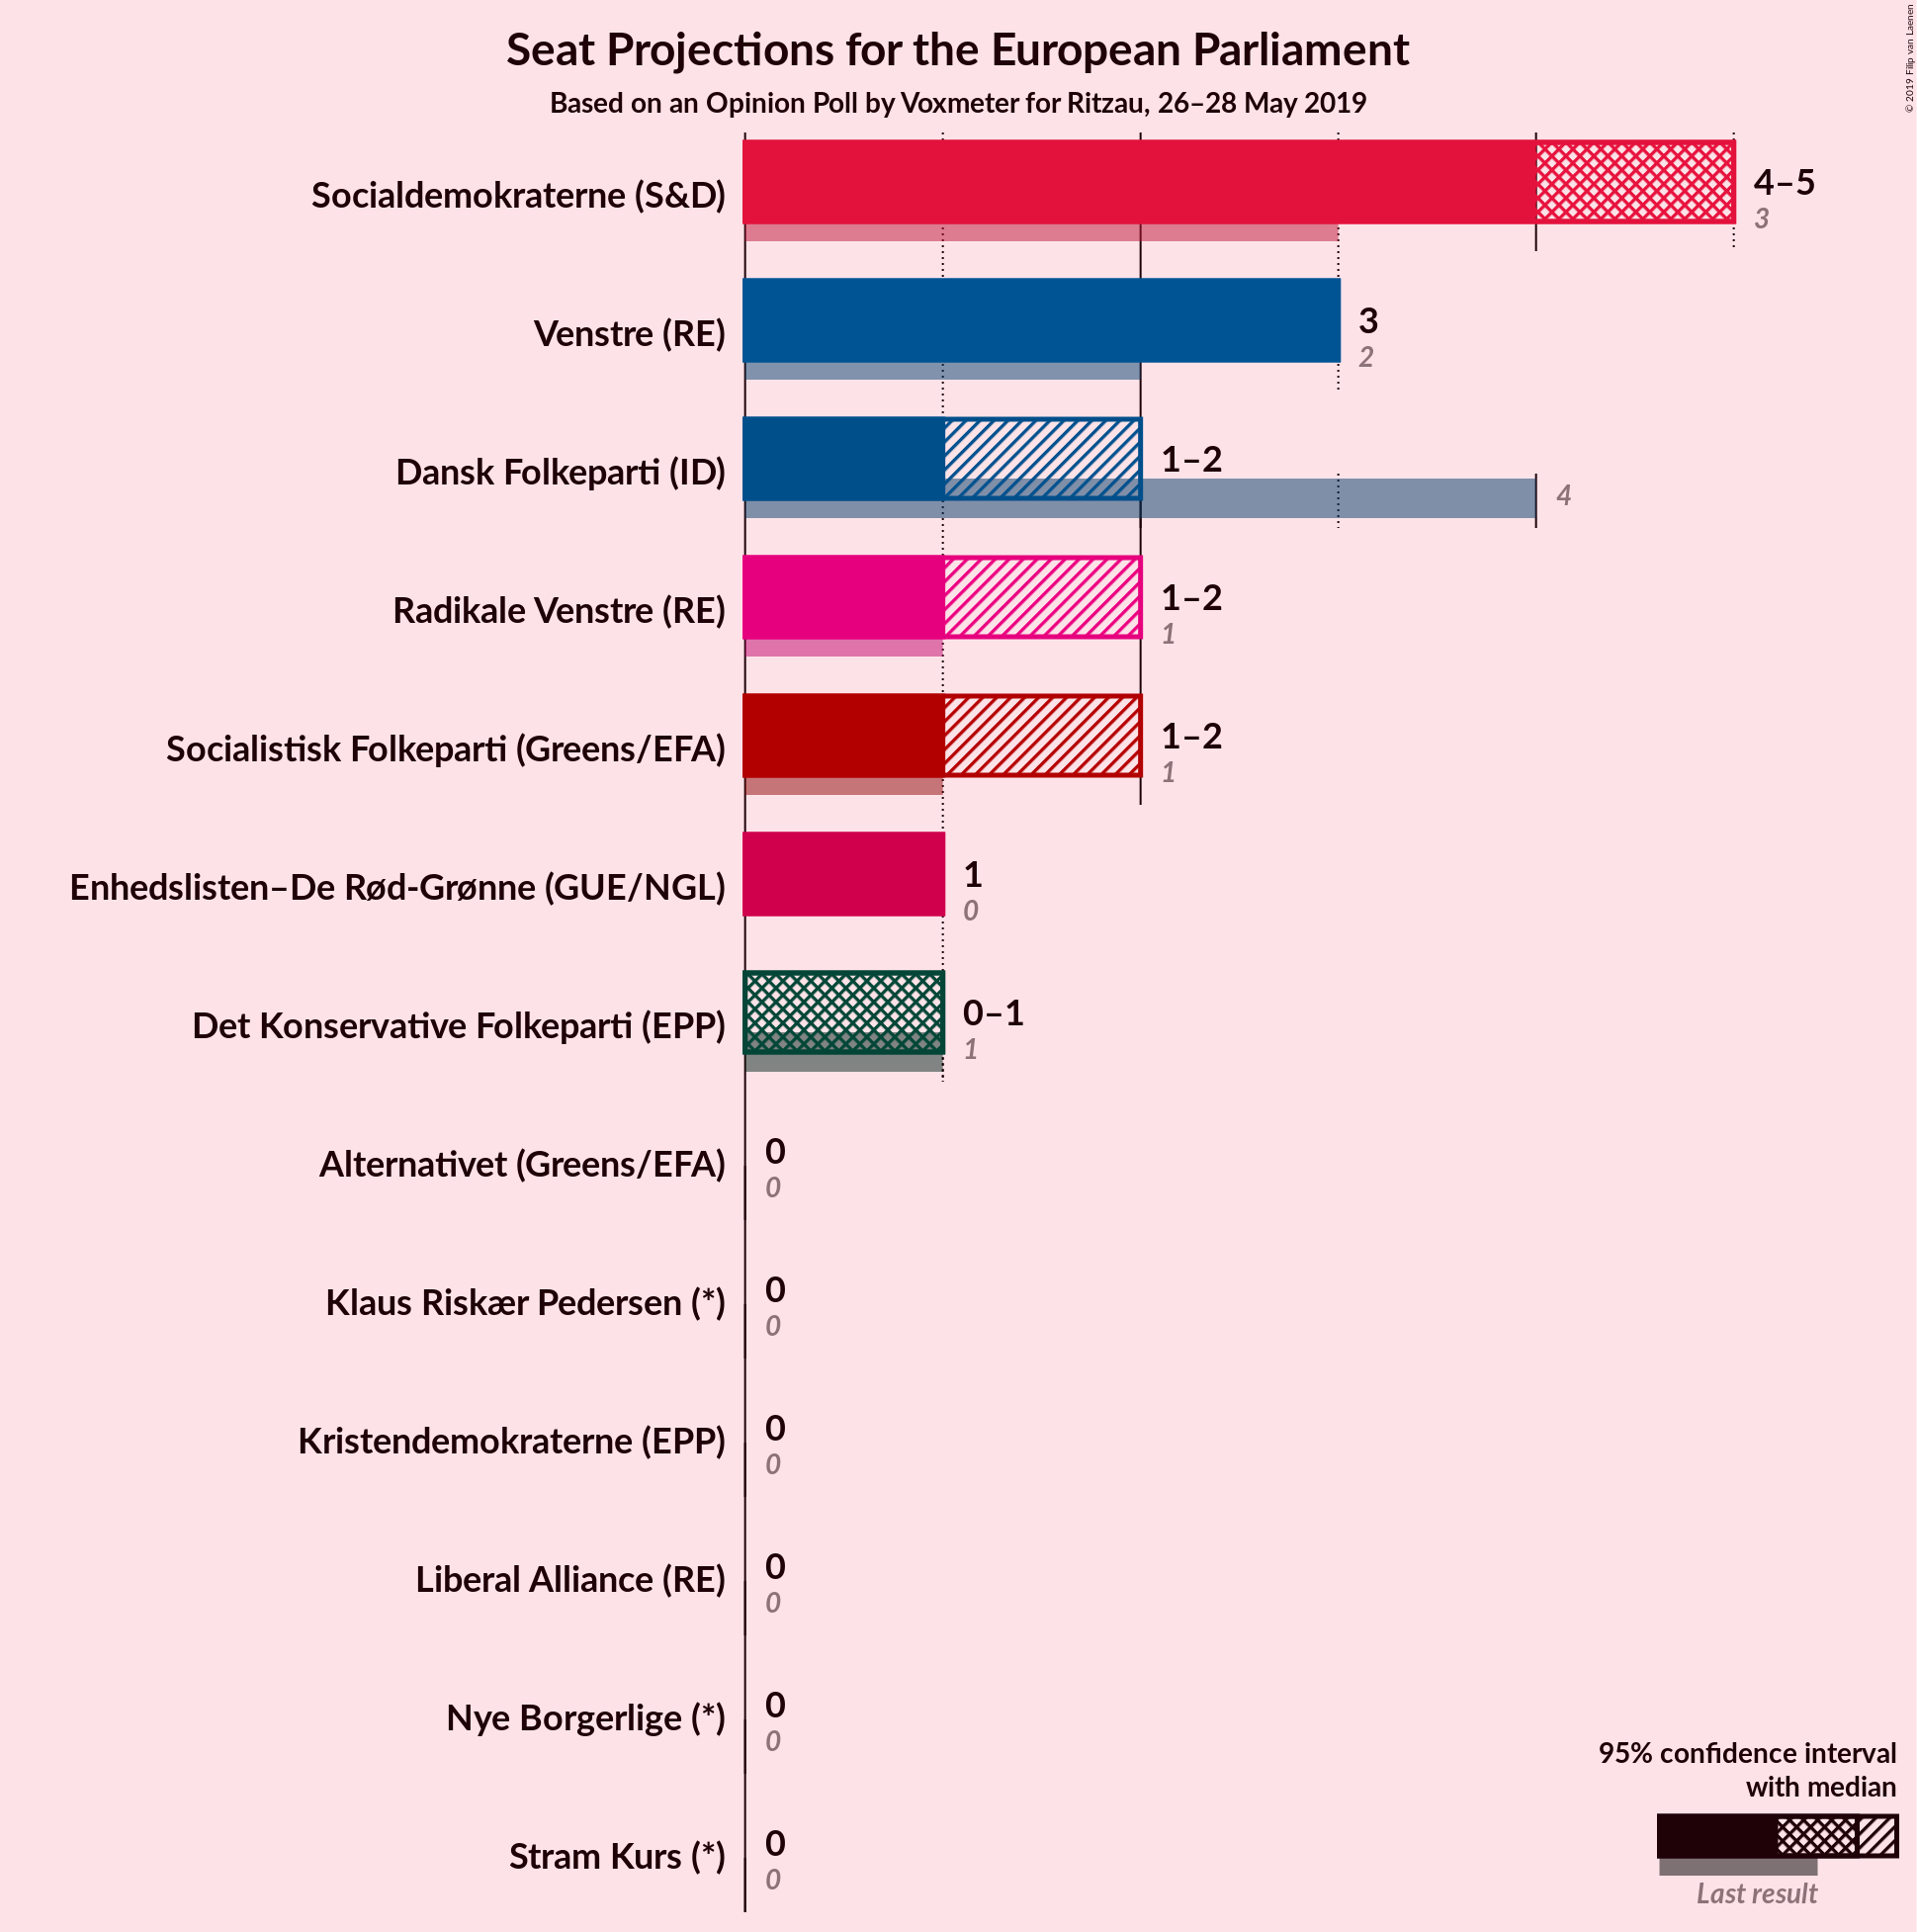 Seat Projections for the European Parliament
Based on an Opinion Poll by Voxmeter for Ritzau, 26–28 May 2019
© 2019 Filip van Laenen
Socialdemokraterne (S&D)
4–5
3
Venstre (RE)
3
2
Dansk Folkeparti (ID)
1–2
4
Radikale Venstre (RE)
1–2
1
Socialistisk Folkeparti (Greens/EFA)
1–2
1
Enhedslisten–De Rød-Grønne (GUE/NGL)
1
0
Det Konservative Folkeparti (EPP)
0–1
1
Alternativet (Greens/EFA)
0
0
Klaus Riskær Pedersen (*)
0
0
Kristendemokraterne (EPP)
0
0
Liberal Alliance (RE)
0
0
Nye Borgerlige (*)
0
0
Stram Kurs (*)
0
0
95% confidence interval
with median
Last result